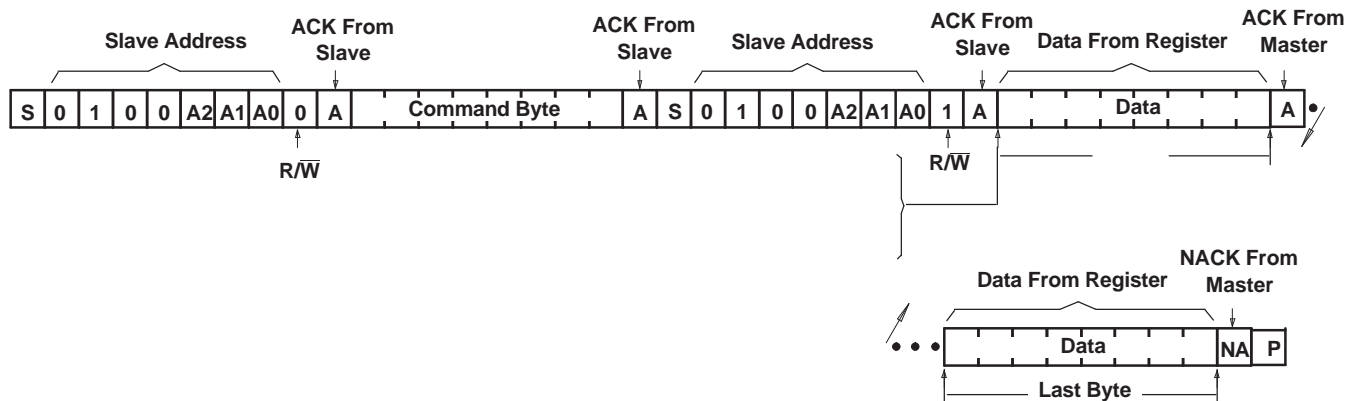 Slave Address
ACK From
Slave
ACK From
Slave
Slave Address
ACK From
Slave
Data From Register
ACK From
Master
S 0 1 0 0 A2 A1 A0 0 A Command Byte A S 0 1 0 0 A2 A1 A0 1 A Data A
R/W̅
R/W̅
Data From Register
NACK From
Master
Data NA P
Last Byte